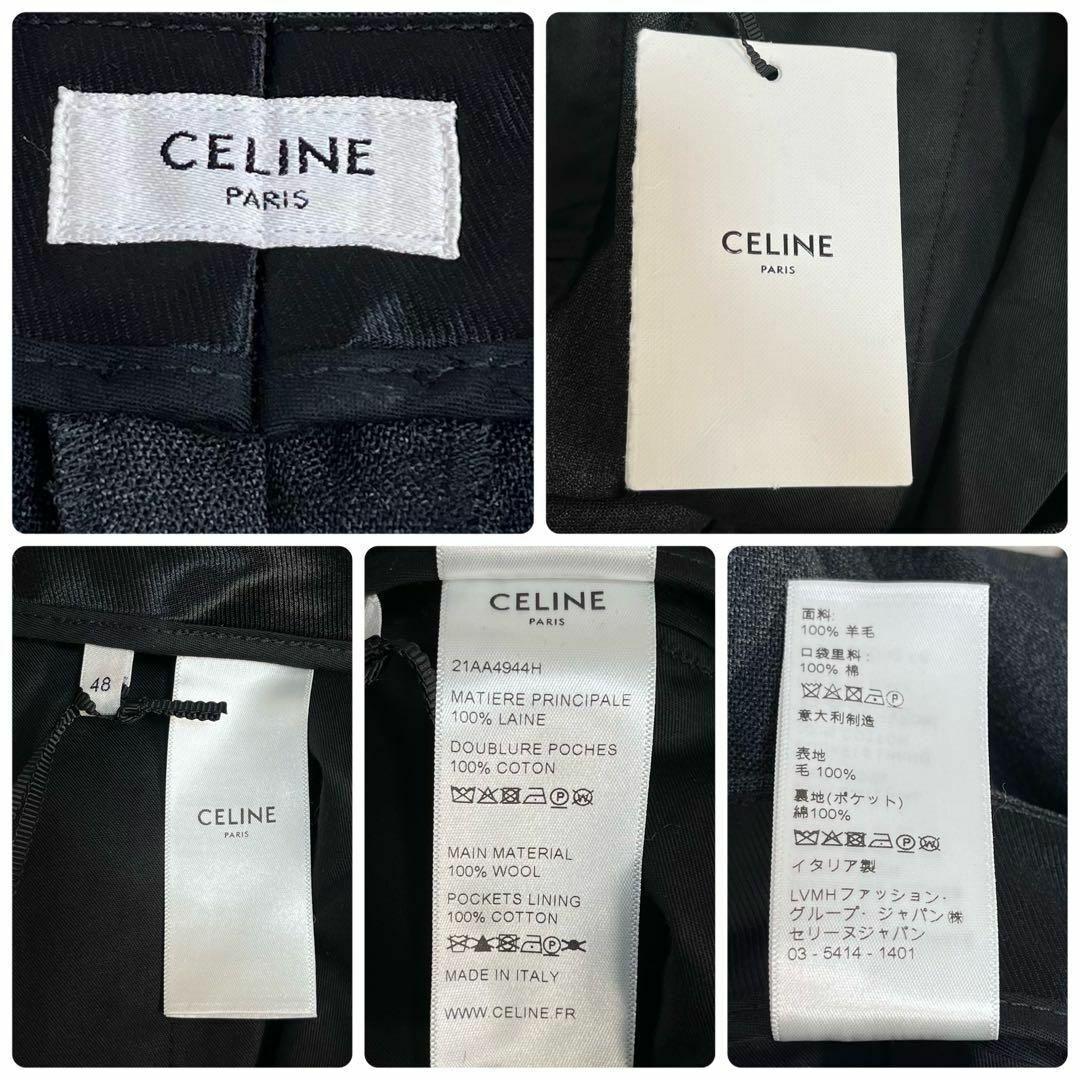 CELINE
PARIS
CELINE
PARIS
48
CELINE
PARIS
CELINE
PARIS
21AA4944H
MATIERE PRINCIPALE
100% LAINE
DOUBLURE POCHES
100% COTON
MAIN MATERIAL
100% WOOL
POCKETS LINING
100% COTTON
MADE IN ITALY
WWW.CELINE.FR
面料:
100% 羊毛
口袋里料:
100% 棉
意大利制造
表地
毛 100%
裏地(ポケット)
綿100%
イタリア製
LVMHファッション・
グループ・ジャパン㈱
セリーヌジャパン
03 - 5414 - 1401